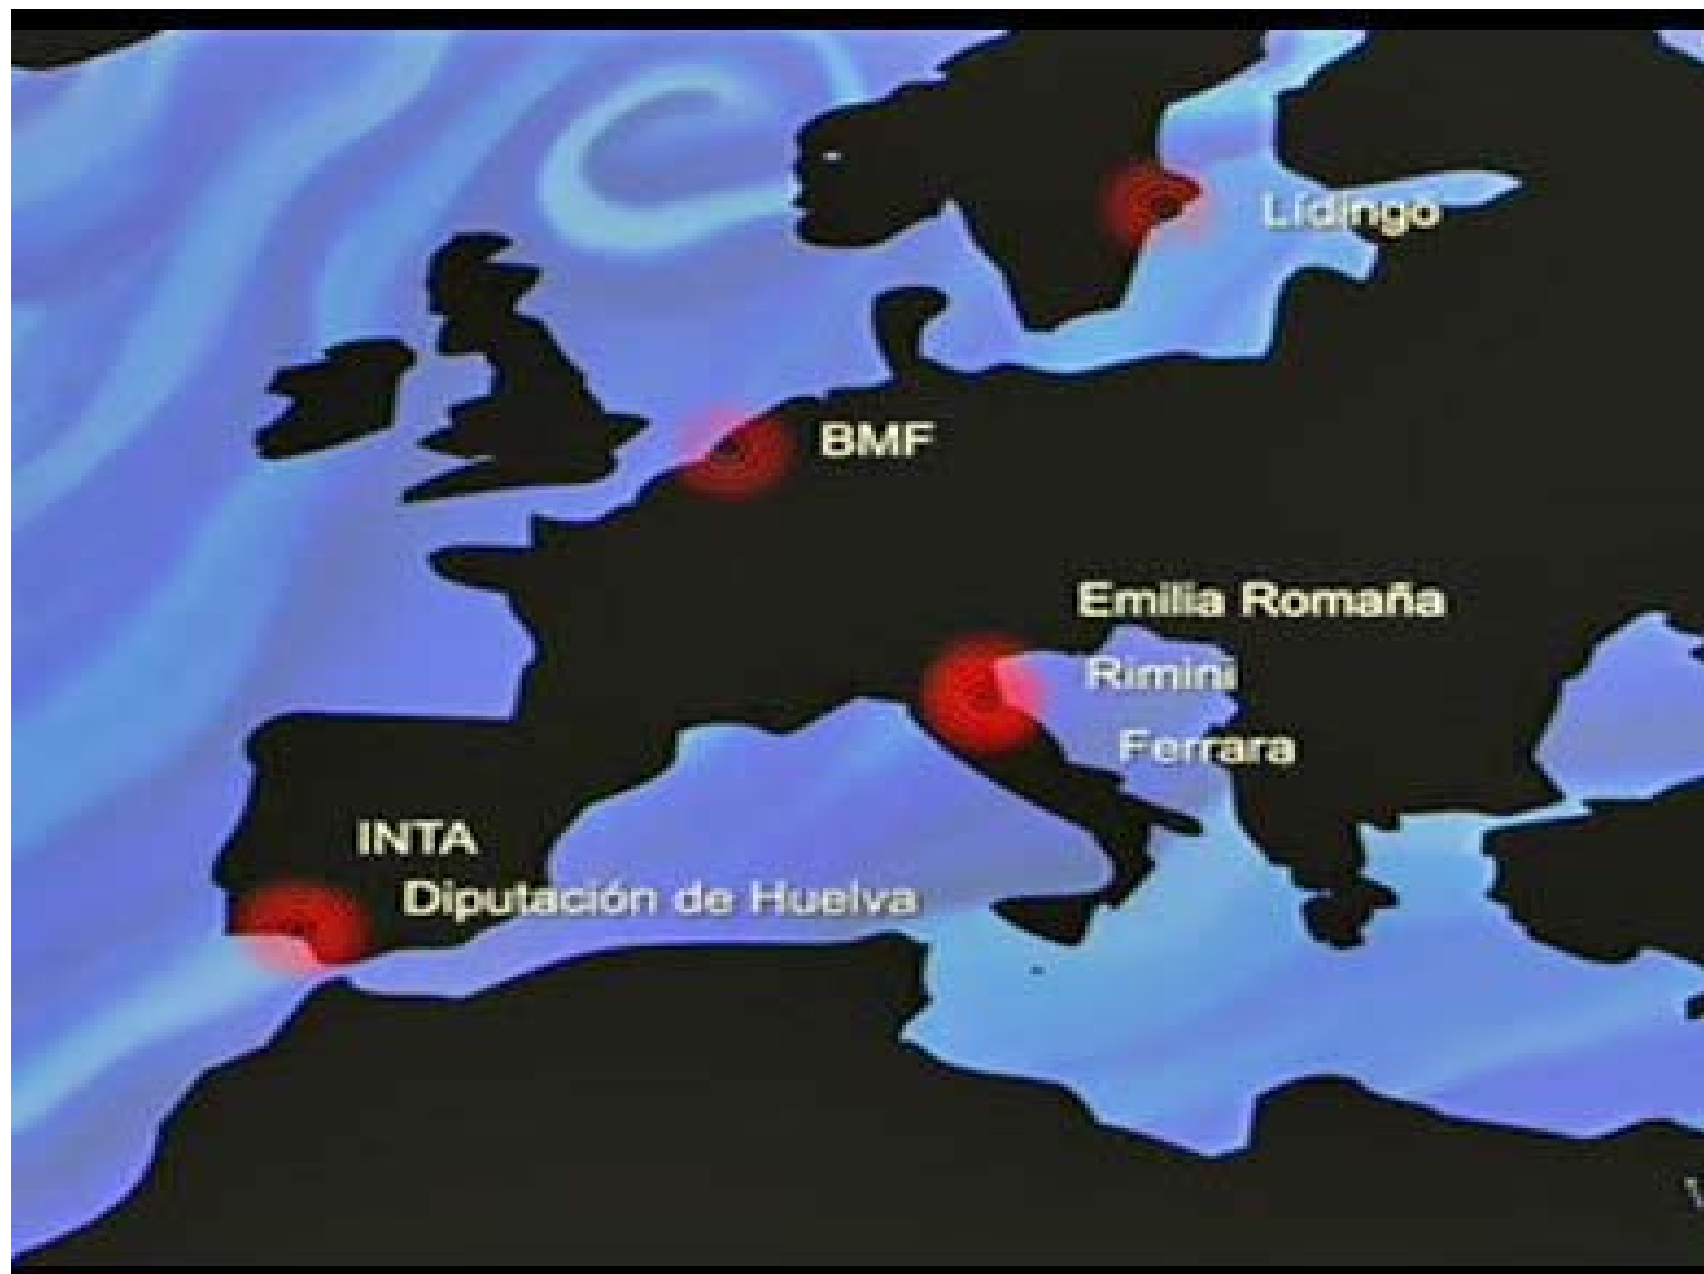 Lidingo
BMF
Emilia Romaña
Rimini
Ferrara
INTA
Diputación de Huelva